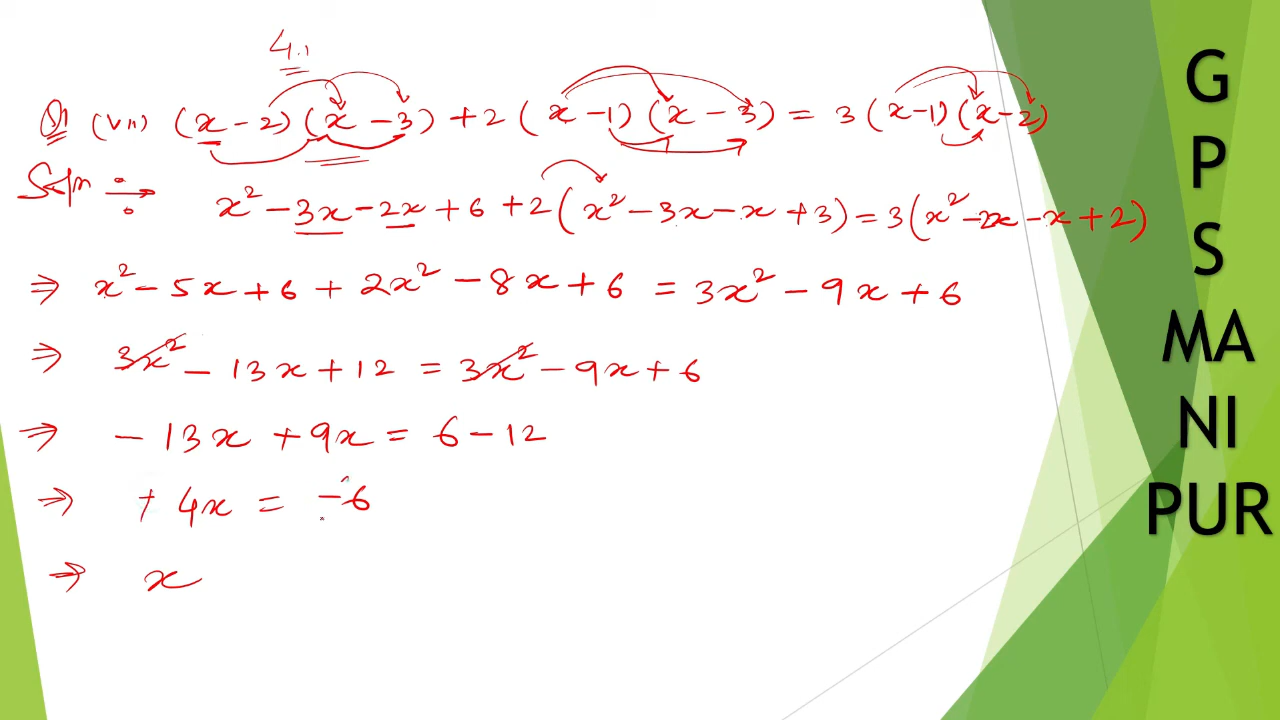 4.1
Q1 (vii) (x - 2)(x - 3) + 2(x - 1)(x - 3) = 3(x - 1)(x - 2)
Soln ÷→
x² - 3x - 2x + 6 + 2(x² - 3x - x + 3) = 3(x² - 2x - x + 2)
⇒ x² - 5x + 6 + 2x² - 8x + 6 = 3x² - 9x + 6
⇒ 3x² - 13x + 12 = 3x² - 9x + 6
⇒ - 13x + 9x = 6 - 12
⇒ + 4x = -6
⇒ x
G
P
S
MA
NI
PUR